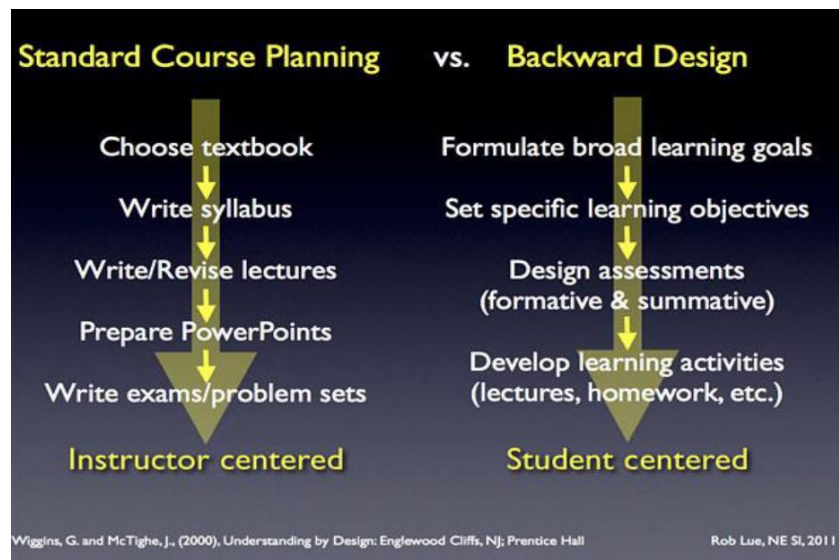 Standard Course Planning vs. Backward Design
Choose textbook
Write syllabus
Write/Revise lectures
Prepare PowerPoints
Write exams/problem sets
Instructor centered
Formulate broad learning goals
Set specific learning objectives
Design assessments
(formative & summative)
Develop learning activities
(lectures, homework, etc.)
Student centered
Wiggins, G. and McTighe, J., (2000), Understanding by Design: Englewood Cliffs, NJ; Prentice Hall
Rob Lue, NE SI, 2011